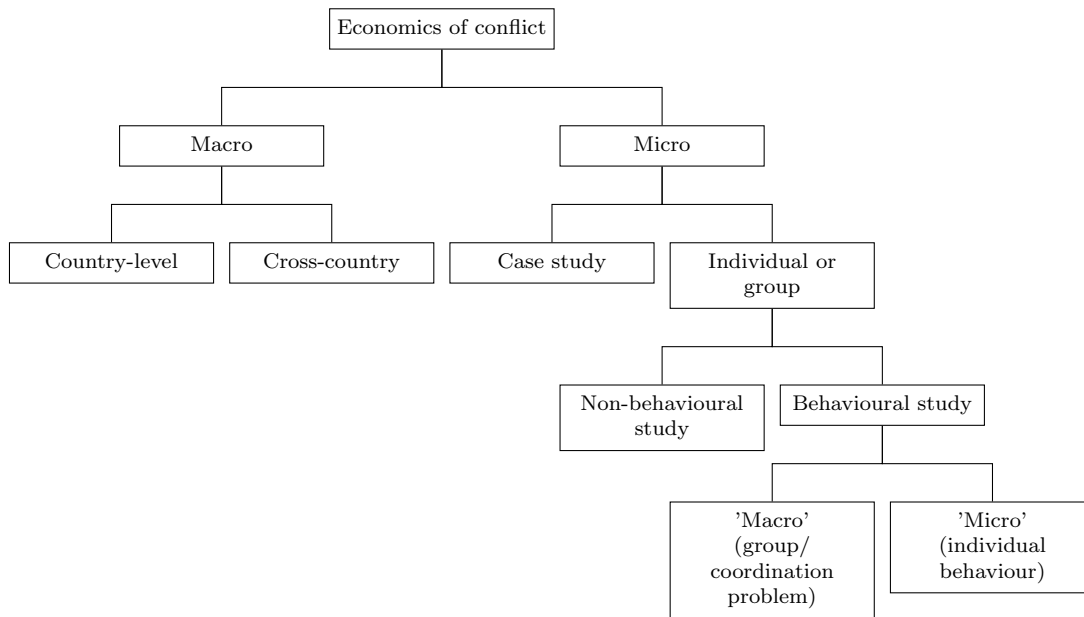 Economics of conflict
Macro
Micro
Country-level
Cross-country
Case study
Individual or
group
Non-behavioural
study
Behavioural study
’Macro’
(group/
coordination
problem)
’Micro’
(individual
behaviour)